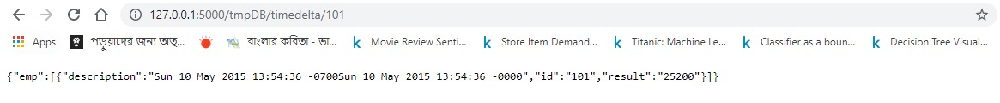 127.0.0.1:5000/tmpDB/timedelta/101
Apps পড়ুয়াদের জন্য অত্... বাংলার কবিতা - ভা... Movie Review Senti... Store Item Demand... Titanic: Machine Le... Classifier as a boun... Decision Tree Visual...
{"emp":[{"description":"Sun 10 May 2015 13:54:36 -0700Sun 10 May 2015 13:54:36 -0000","id":"101","result":"25200"}]}